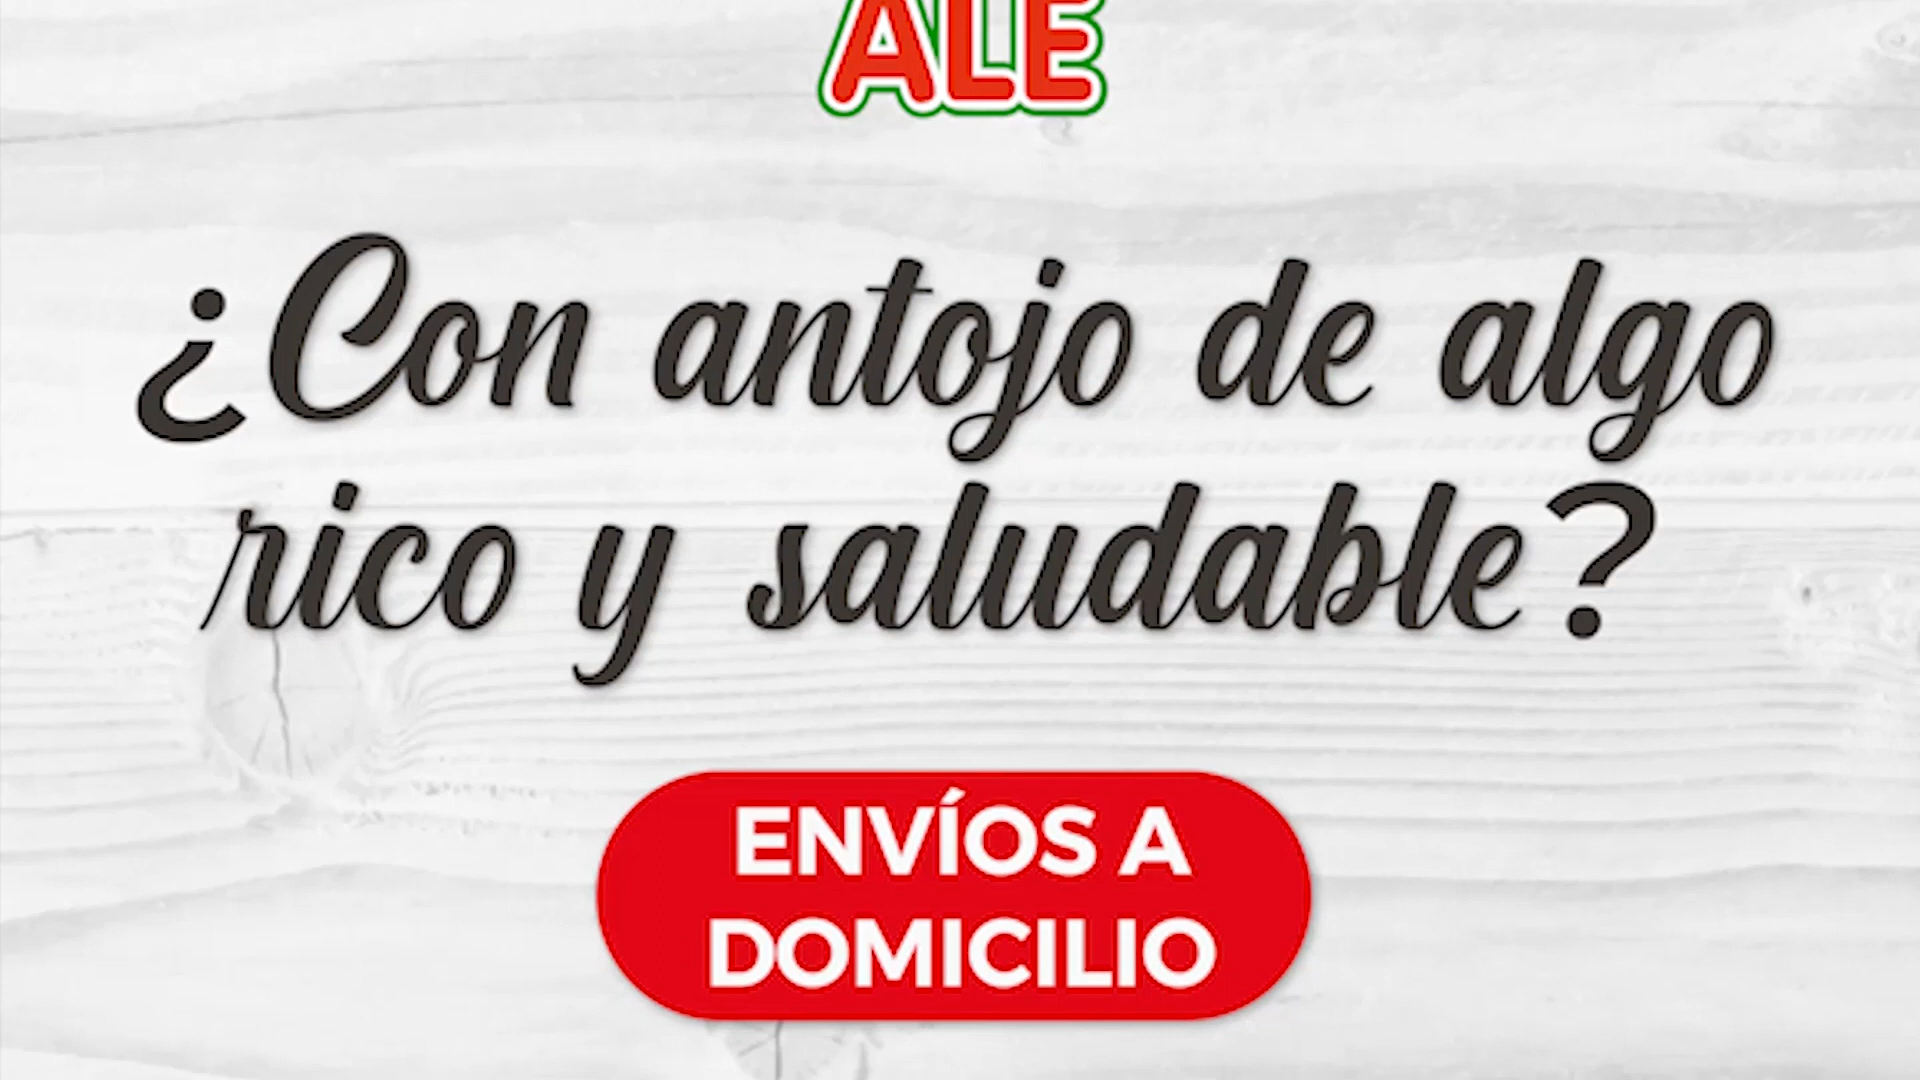 ALE
¿Con antojo de algo
rico y saludable?
ENVÍOS A
DOMICILIO